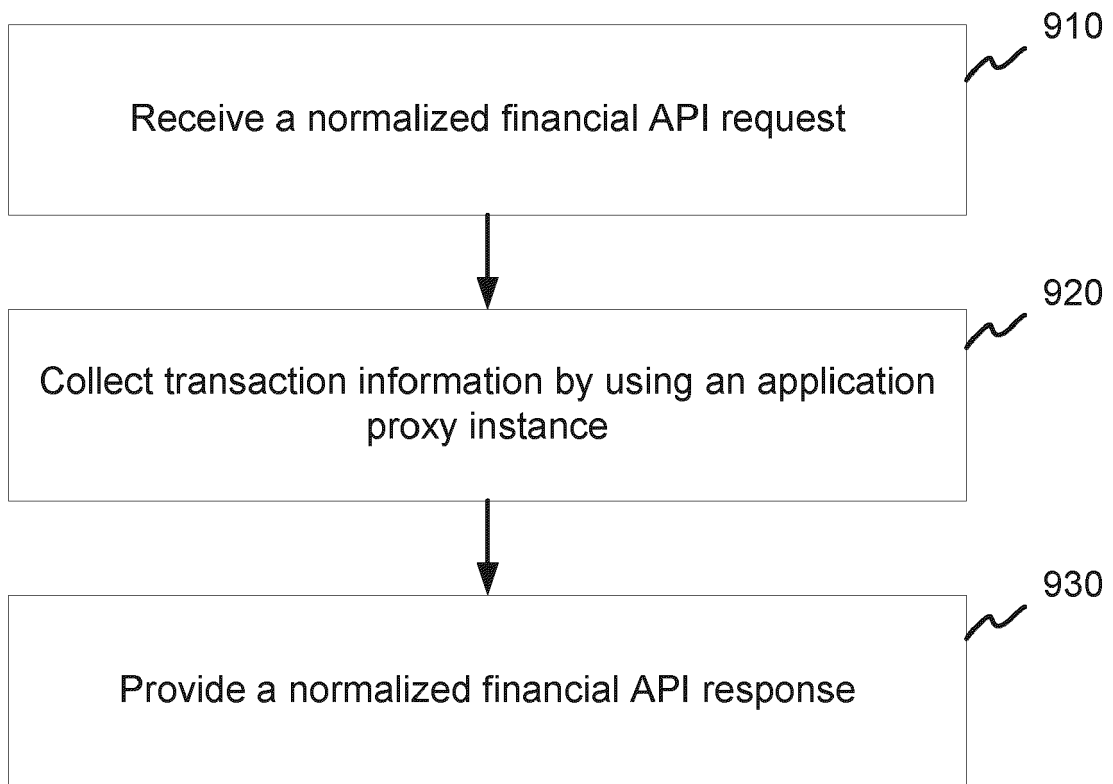 910
Receive a normalized financial API request
920
Collect transaction information by using an application
proxy instance
930
Provide a normalized financial API response